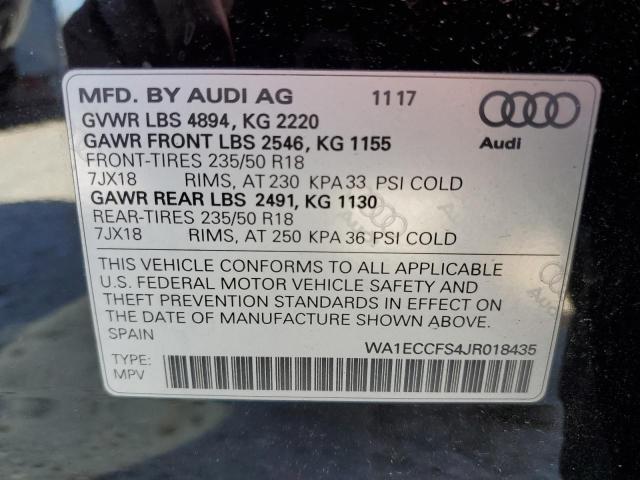 MFD. BY AUDI AG 11 17
GVWR LBS 4894, KG 2220
GAWR FRONT LBS 2546, KG 1155
Audi
FRONT-TIRES 235/50 R18
7JX18 RIMS, AT 230 KPA 33 PSI COLD
GAWR REAR LBS 2491, KG 1130
REAR-TIRES 235/50 R18
7JX18 RIMS, AT 250 KPA 36 PSI COLD
THIS VEHICLE CONFORMS TO ALL APPLICABLE
U.S. FEDERAL MOTOR VEHICLE SAFETY AND
THEFT PREVENTION STANDARDS IN EFFECT ON
THE DATE OF MANUFACTURE SHOWN ABOVE.
SPAIN
WA1ECCFS4JR018435
TYPE:
MPV